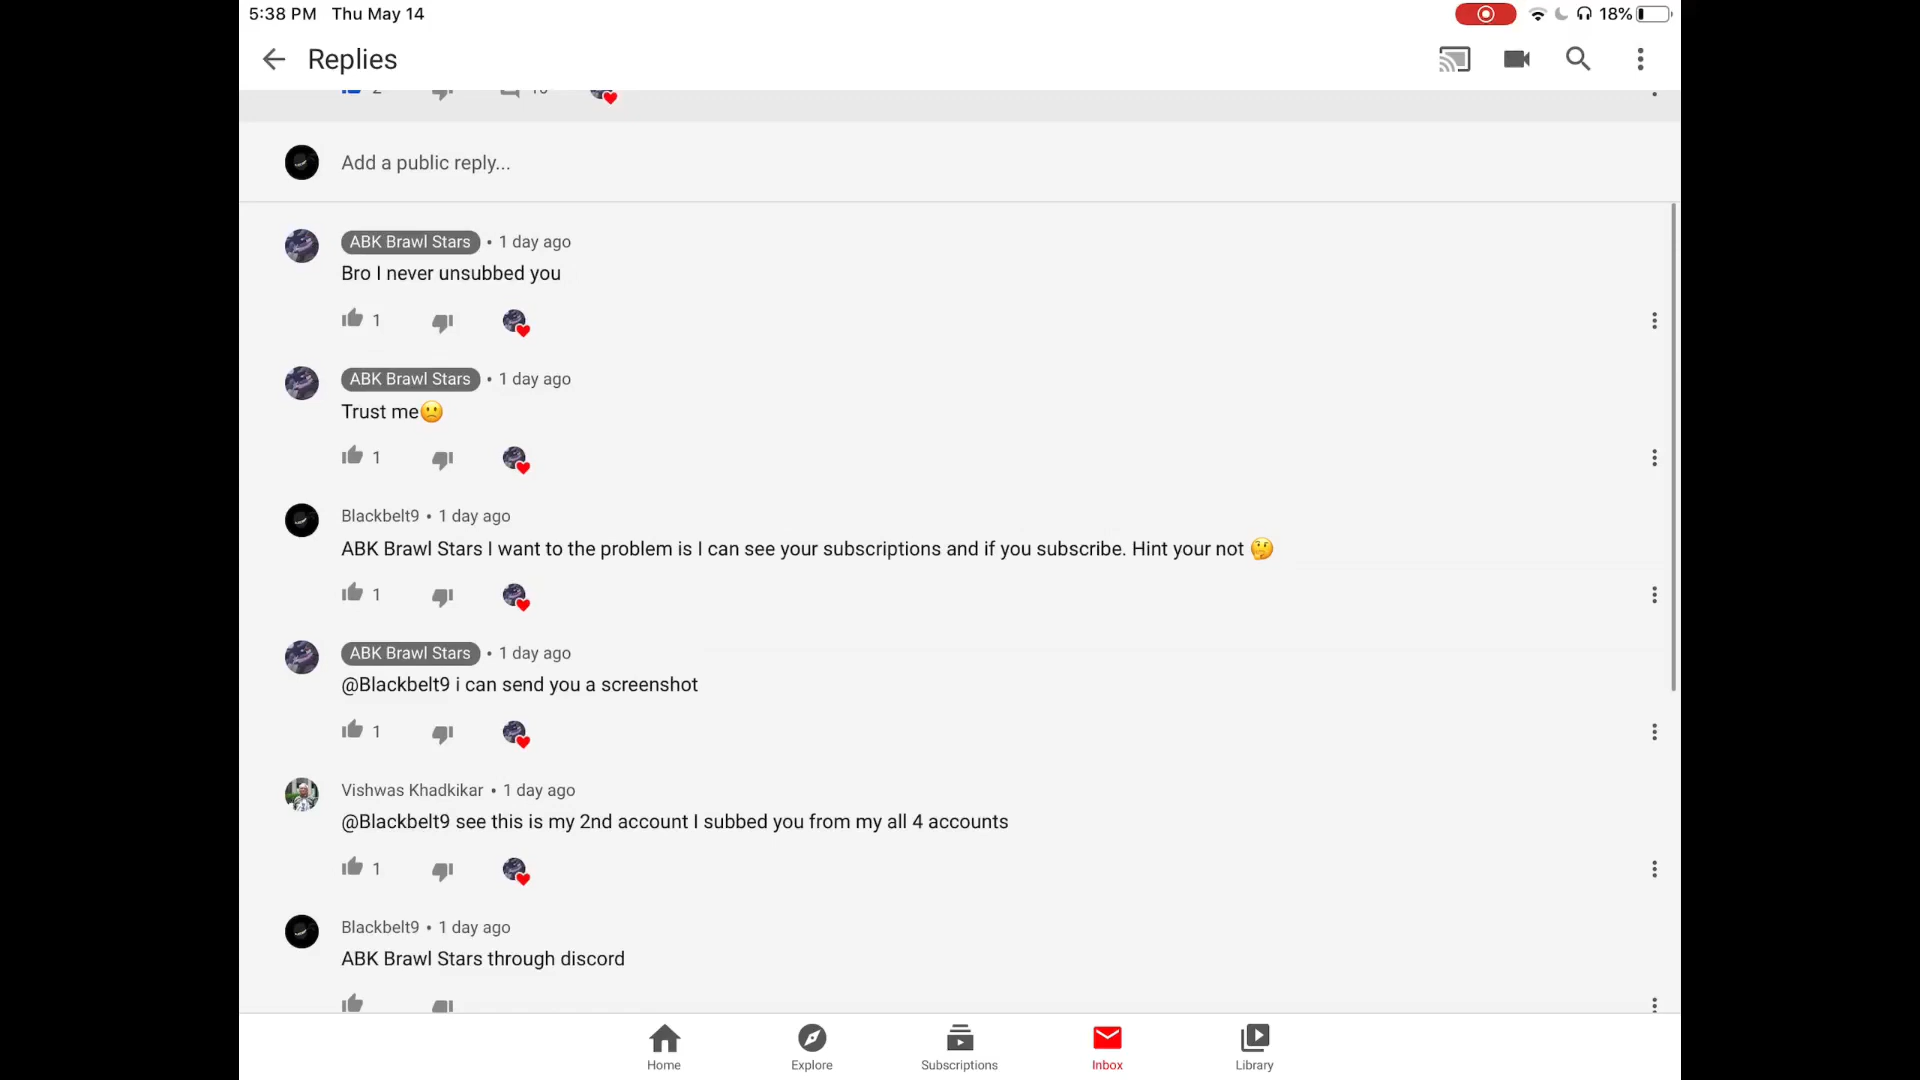 5:38 PM Thu May 14
18%
Replies
2
Add a public reply...
ABK Brawl Stars • 1 day ago
Bro I never unsubbed you
1
ABK Brawl Stars • 1 day ago
Trust me🙁
1
Blackbelt9 • 1 day ago
ABK Brawl Stars I want to the problem is I can see your subscriptions and if you subscribe. Hint your not 🤔
1
ABK Brawl Stars • 1 day ago
@Blackbelt9 i can send you a screenshot
1
Vishwas Khadkikar • 1 day ago
@Blackbelt9 see this is my 2nd account I subbed you from my all 4 accounts
1
Blackbelt9 • 1 day ago
ABK Brawl Stars through discord
Home Explore Subscriptions Inbox Library